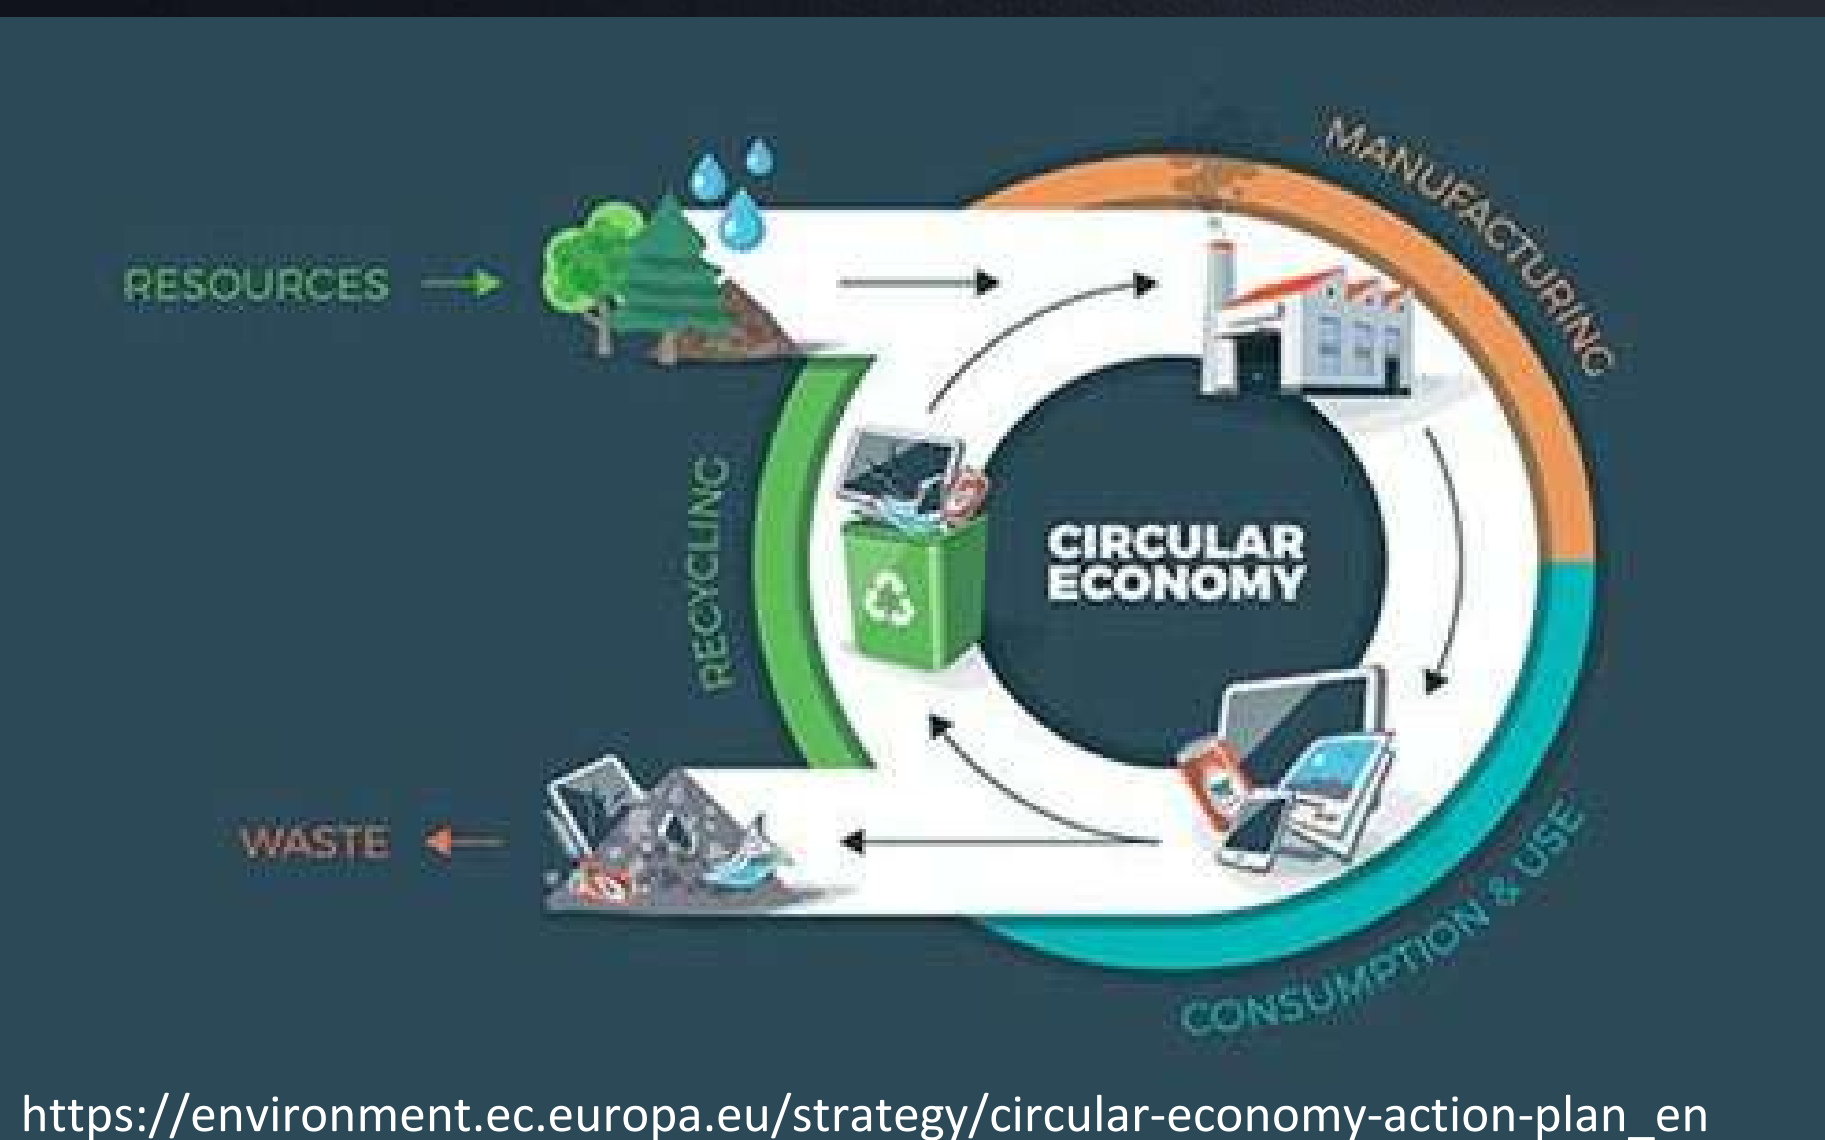 MANUFACTURING
RESOURCES
RECYCLING
CIRCULAR
ECONOMY
WASTE
CONSUMPTION & USE
https://environment.ec.europa.eu/strategy/circular-economy-action-plan_en